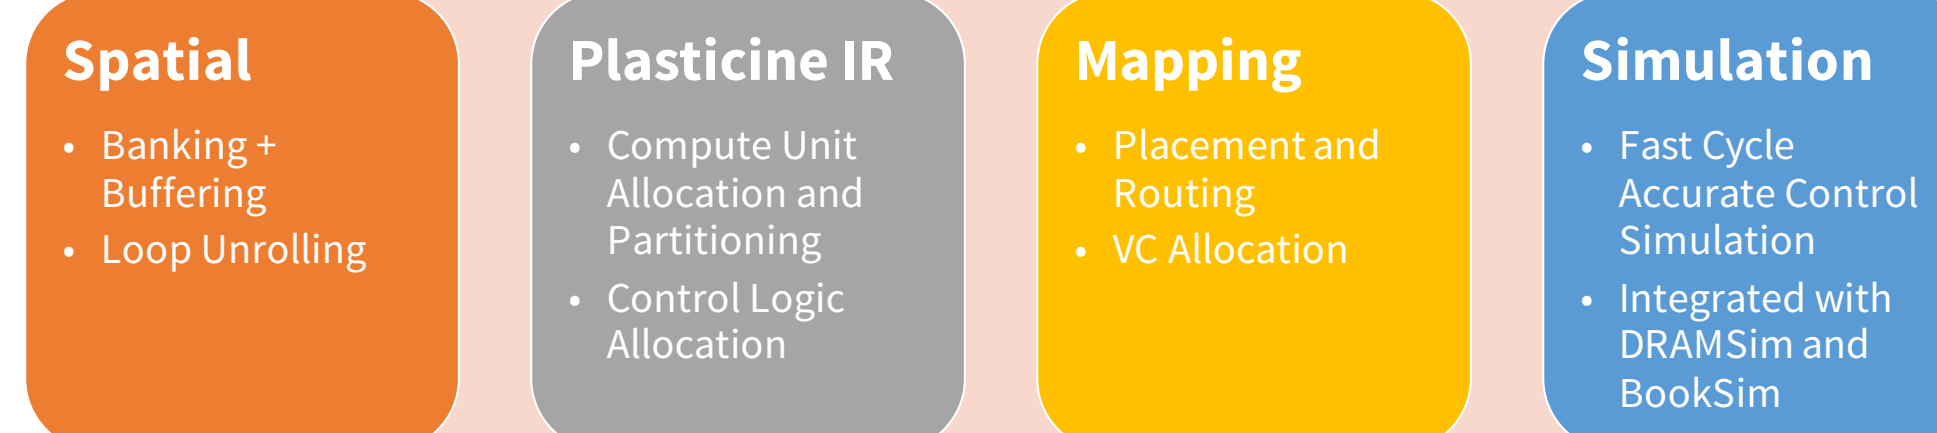 Spatial
• Banking +
Buffering
• Loop Unrolling
Plasticine IR
• Compute Unit
Allocation and
Partitioning
• Control Logic
Allocation
Mapping
• Placement and
Routing
• VC Allocation
Simulation
• Fast Cycle
Accurate Control
Simulation
• Integrated with
DRAMSim and
BookSim